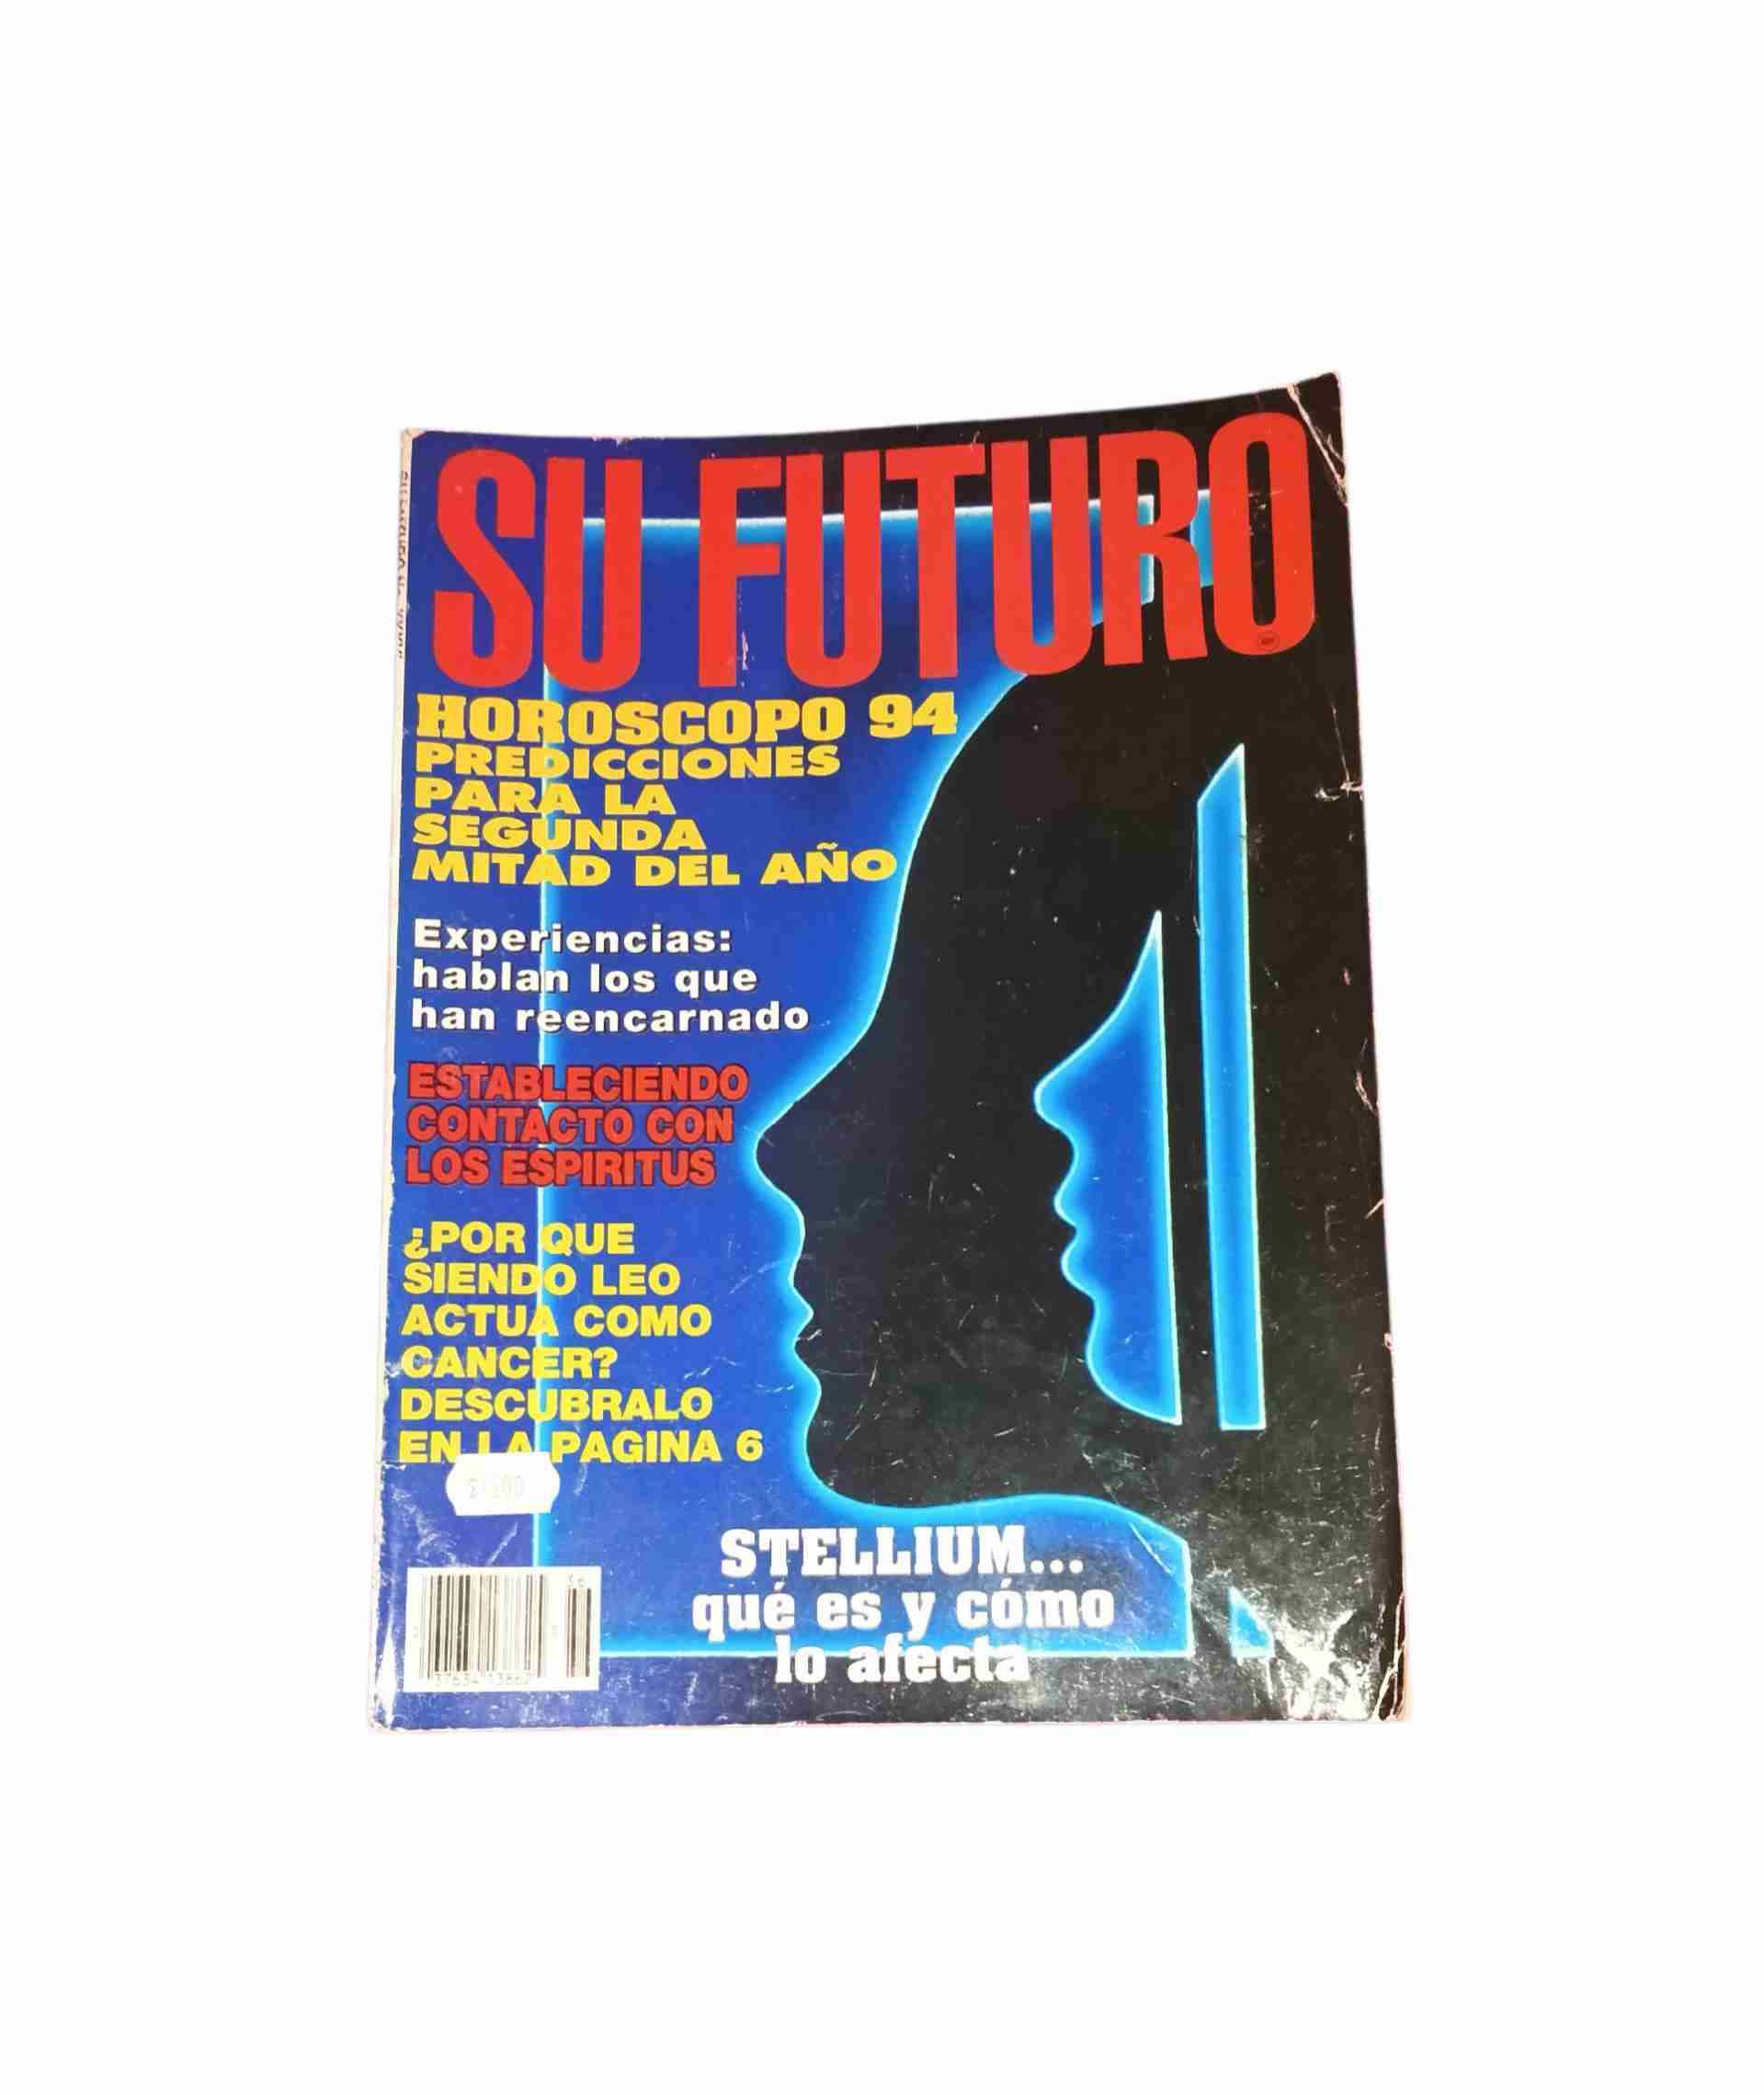 SU FUTURO
HOROSCOPO 94
PREDICCIONES
PARA LA
SEGUNDA
MITAD DEL AÑO
Experiencias:
hablan los que
han reencarnado
ESTABLECIENDO
CONTACTO CON
LOS ESPIRITUS
¿POR QUE
SIENDO LEO
ACTUA COMO
CANCER?
DESCUBRALO
EN LA PAGINA 6
STELLIUM...
qué es y cómo
lo afecta
36